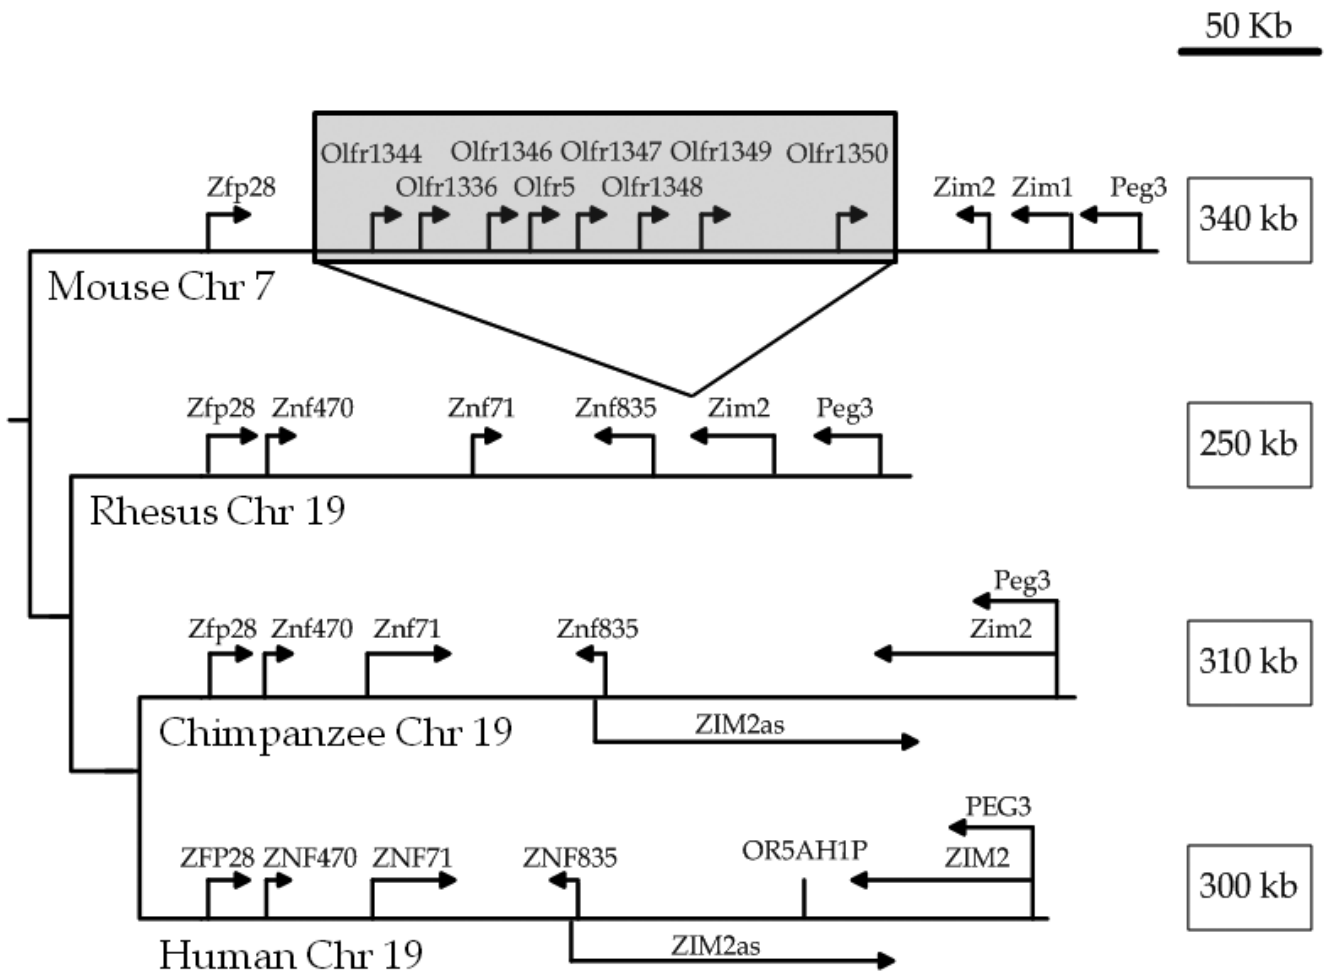 50 Kb
Olfr1344 Olfr1346 Olfr1347 Olfr1349 Olfr1350
Zfp28 Olfr1336 Olfr5 Olfr1348 Zim2 Zim1 Peg3
340 kb
Mouse Chr 7
Zfp28 Znf470 Znf71 Znf835 Zim2 Peg3
250 kb
Rhesus Chr 19
Peg3
Zfp28 Znf470 Znf71 Znf835 Zim2
310 kb
Chimpanzee Chr 19
ZIM2as
PEG3
ZFP28 ZNF470 ZNF71 ZNF835 OR5AH1P ZIM2
300 kb
Human Chr 19
ZIM2as